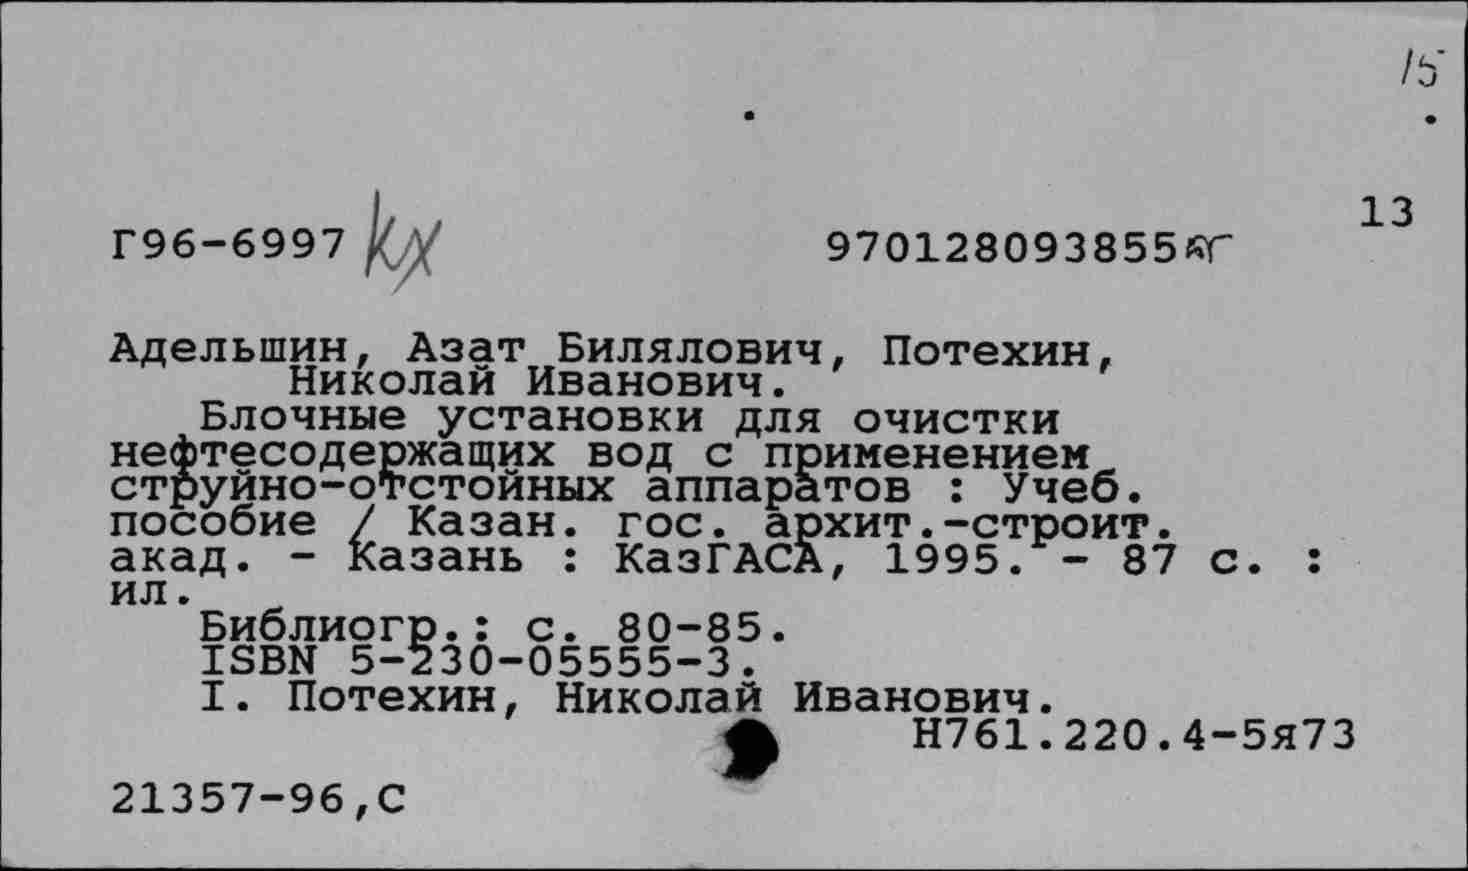 15
13
Г96-6997 kx 970128093855
Адельшин, Азат Билялович, Потехин,
Николай Иванович.
Блочные установки для очистки
нефтесодержащих вод с применением
струйно-отстойных аппаратов : Учеб.
пособие / Казан. гос. архит.-строит.
акад. - Казань : КазГАСА, 1995. - 87 с. :
ил.
Библиогр.: с. 80-85.
ISBN 5-230-05555-3.
I. Потехин, Николай Иванович.
Н761.220.4-5я73
21357-96,С